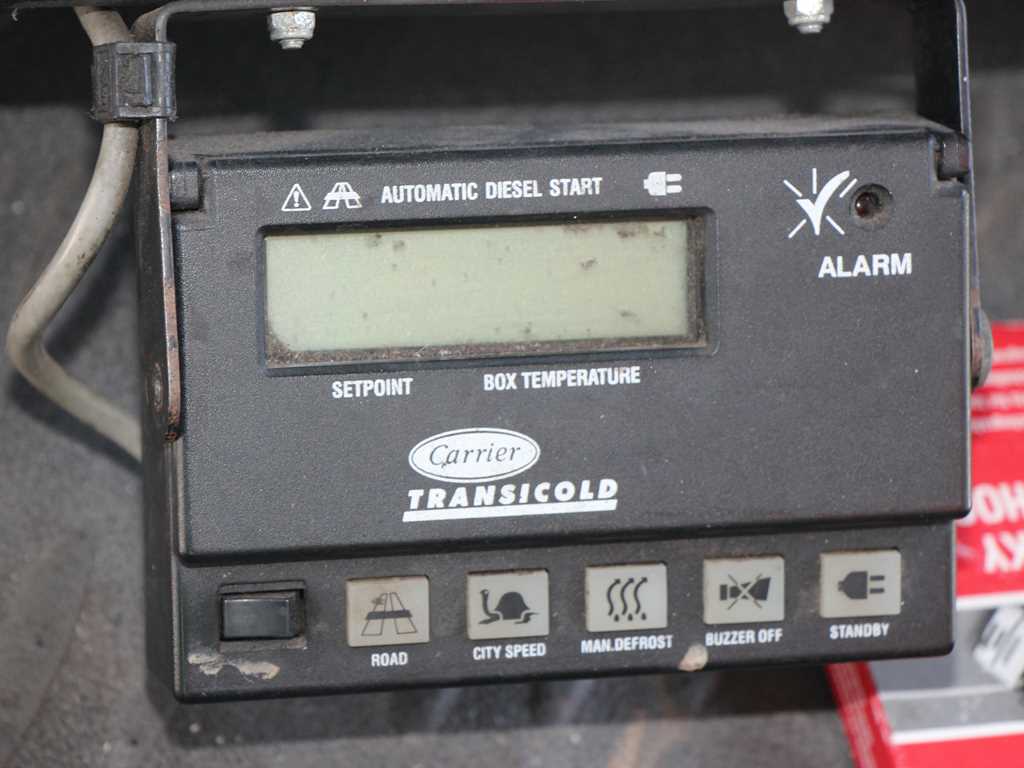 AUTOMATIC DIESEL START
ALARM
SETPOINT
BOX TEMPERATURE
Carrier
TRANSICOLD
ROAD
CITY SPEED
MAN.DEFROST
BUZZER OFF
STANDBY